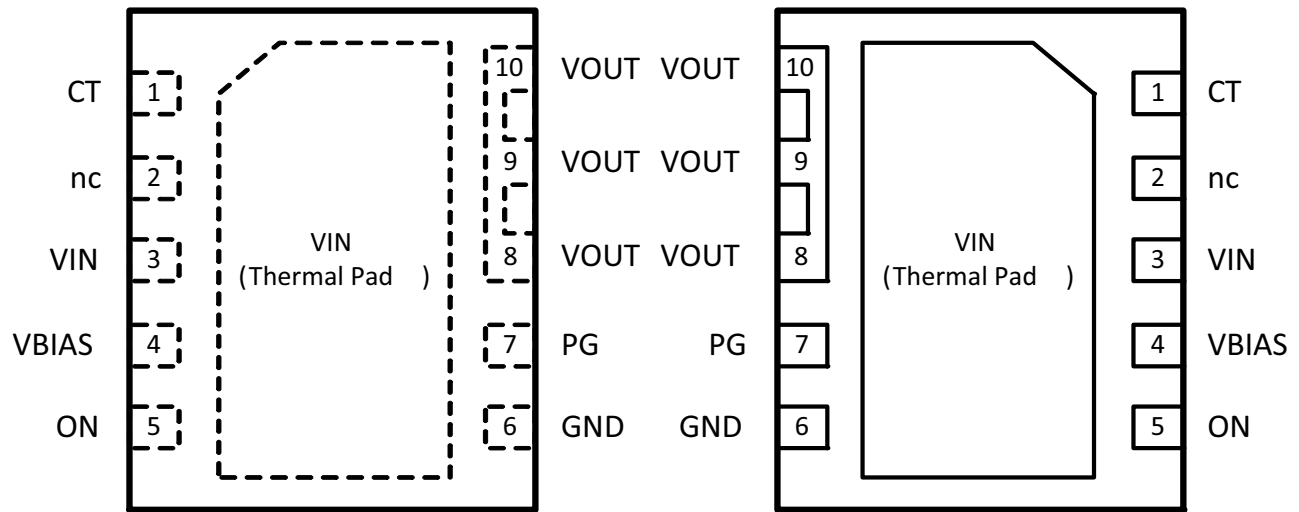 CT 1 10 VOUT VOUT 10 1 CT
nc 2 9 VOUT VOUT 9 2 nc
VIN 3 VIN 8 VOUT VOUT 8 VIN 3 VIN
(Thermal Pad ) (Thermal Pad )
VBIAS 4 7 PG PG 7 4 VBIAS
ON 5 6 GND GND 6 5 ON